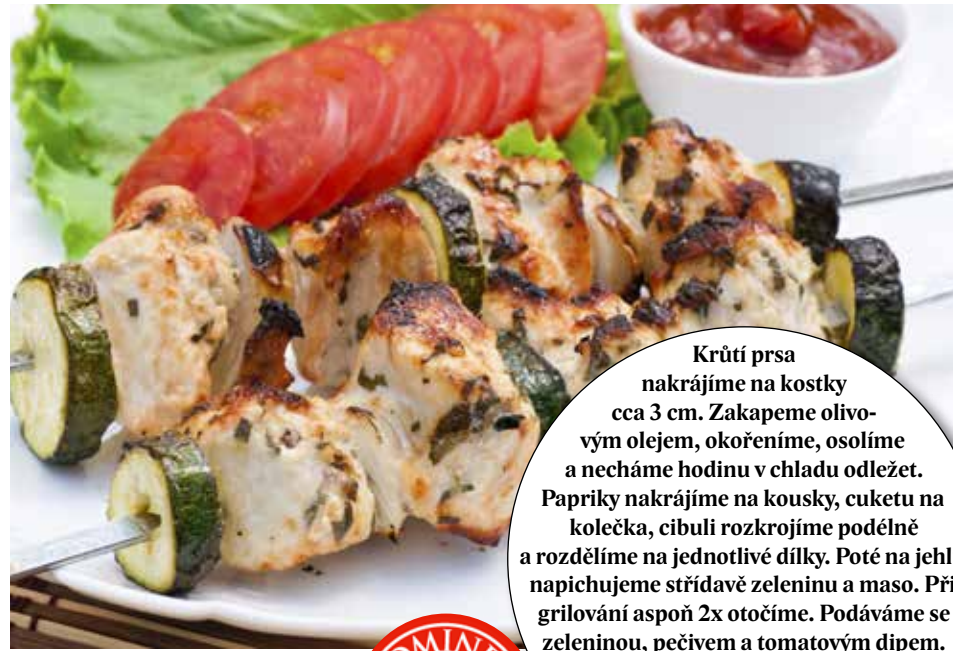 Krůtí prsa
nakrájíme na kostky
cca 3 cm. Zakapeme olivo-
vým olejem, okořeníme, osolíme
a necháme hodinu v chladu odležet.
Papriky nakrájíme na kousky, cuketu na
kolečka, cibuli rozkrojíme podélně
a rozdělíme na jednotlivé dílky. Poté na jehl
napichujeme střídavě zeleninu a maso. Při
grilování aspoň 2x otočíme. Podáváme se
zeleninou, pečivem a tomatovým dipem.